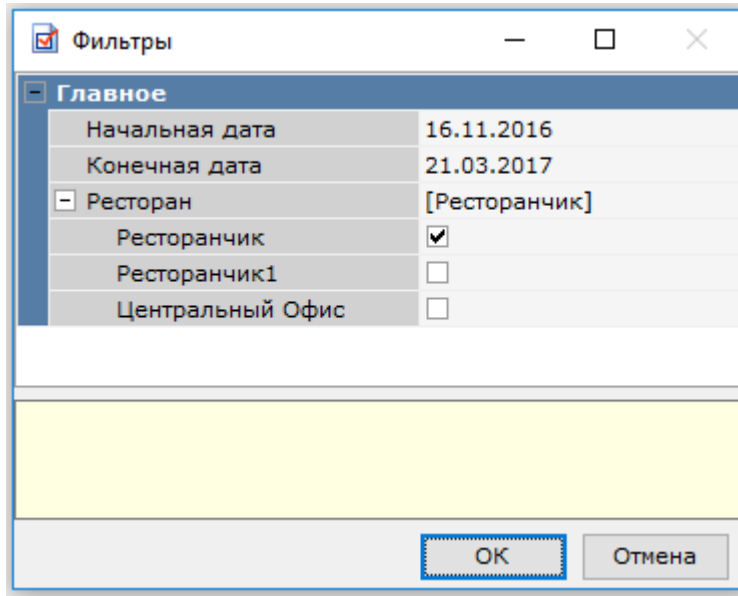 Фильтры
Главное
Начальная дата 16.11.2016
Конечная дата 21.03.2017
Ресторан [Ресторанчик]
Ресторанчик
Ресторанчик1
Центральный Офис
OK Отмена